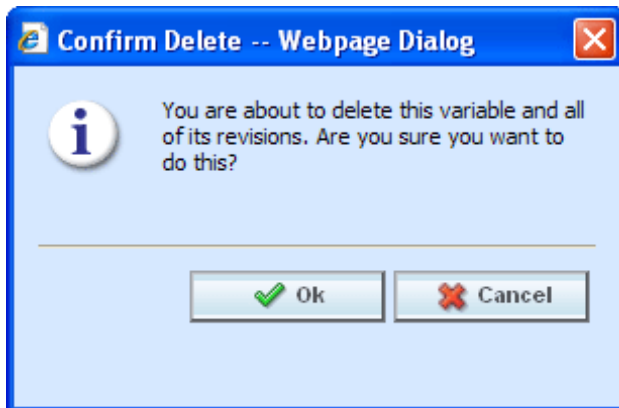 Confirm Delete -- Webpage Dialog
You are about to delete this variable and all
of its revisions. Are you sure you want to
do this?
Ok
Cancel